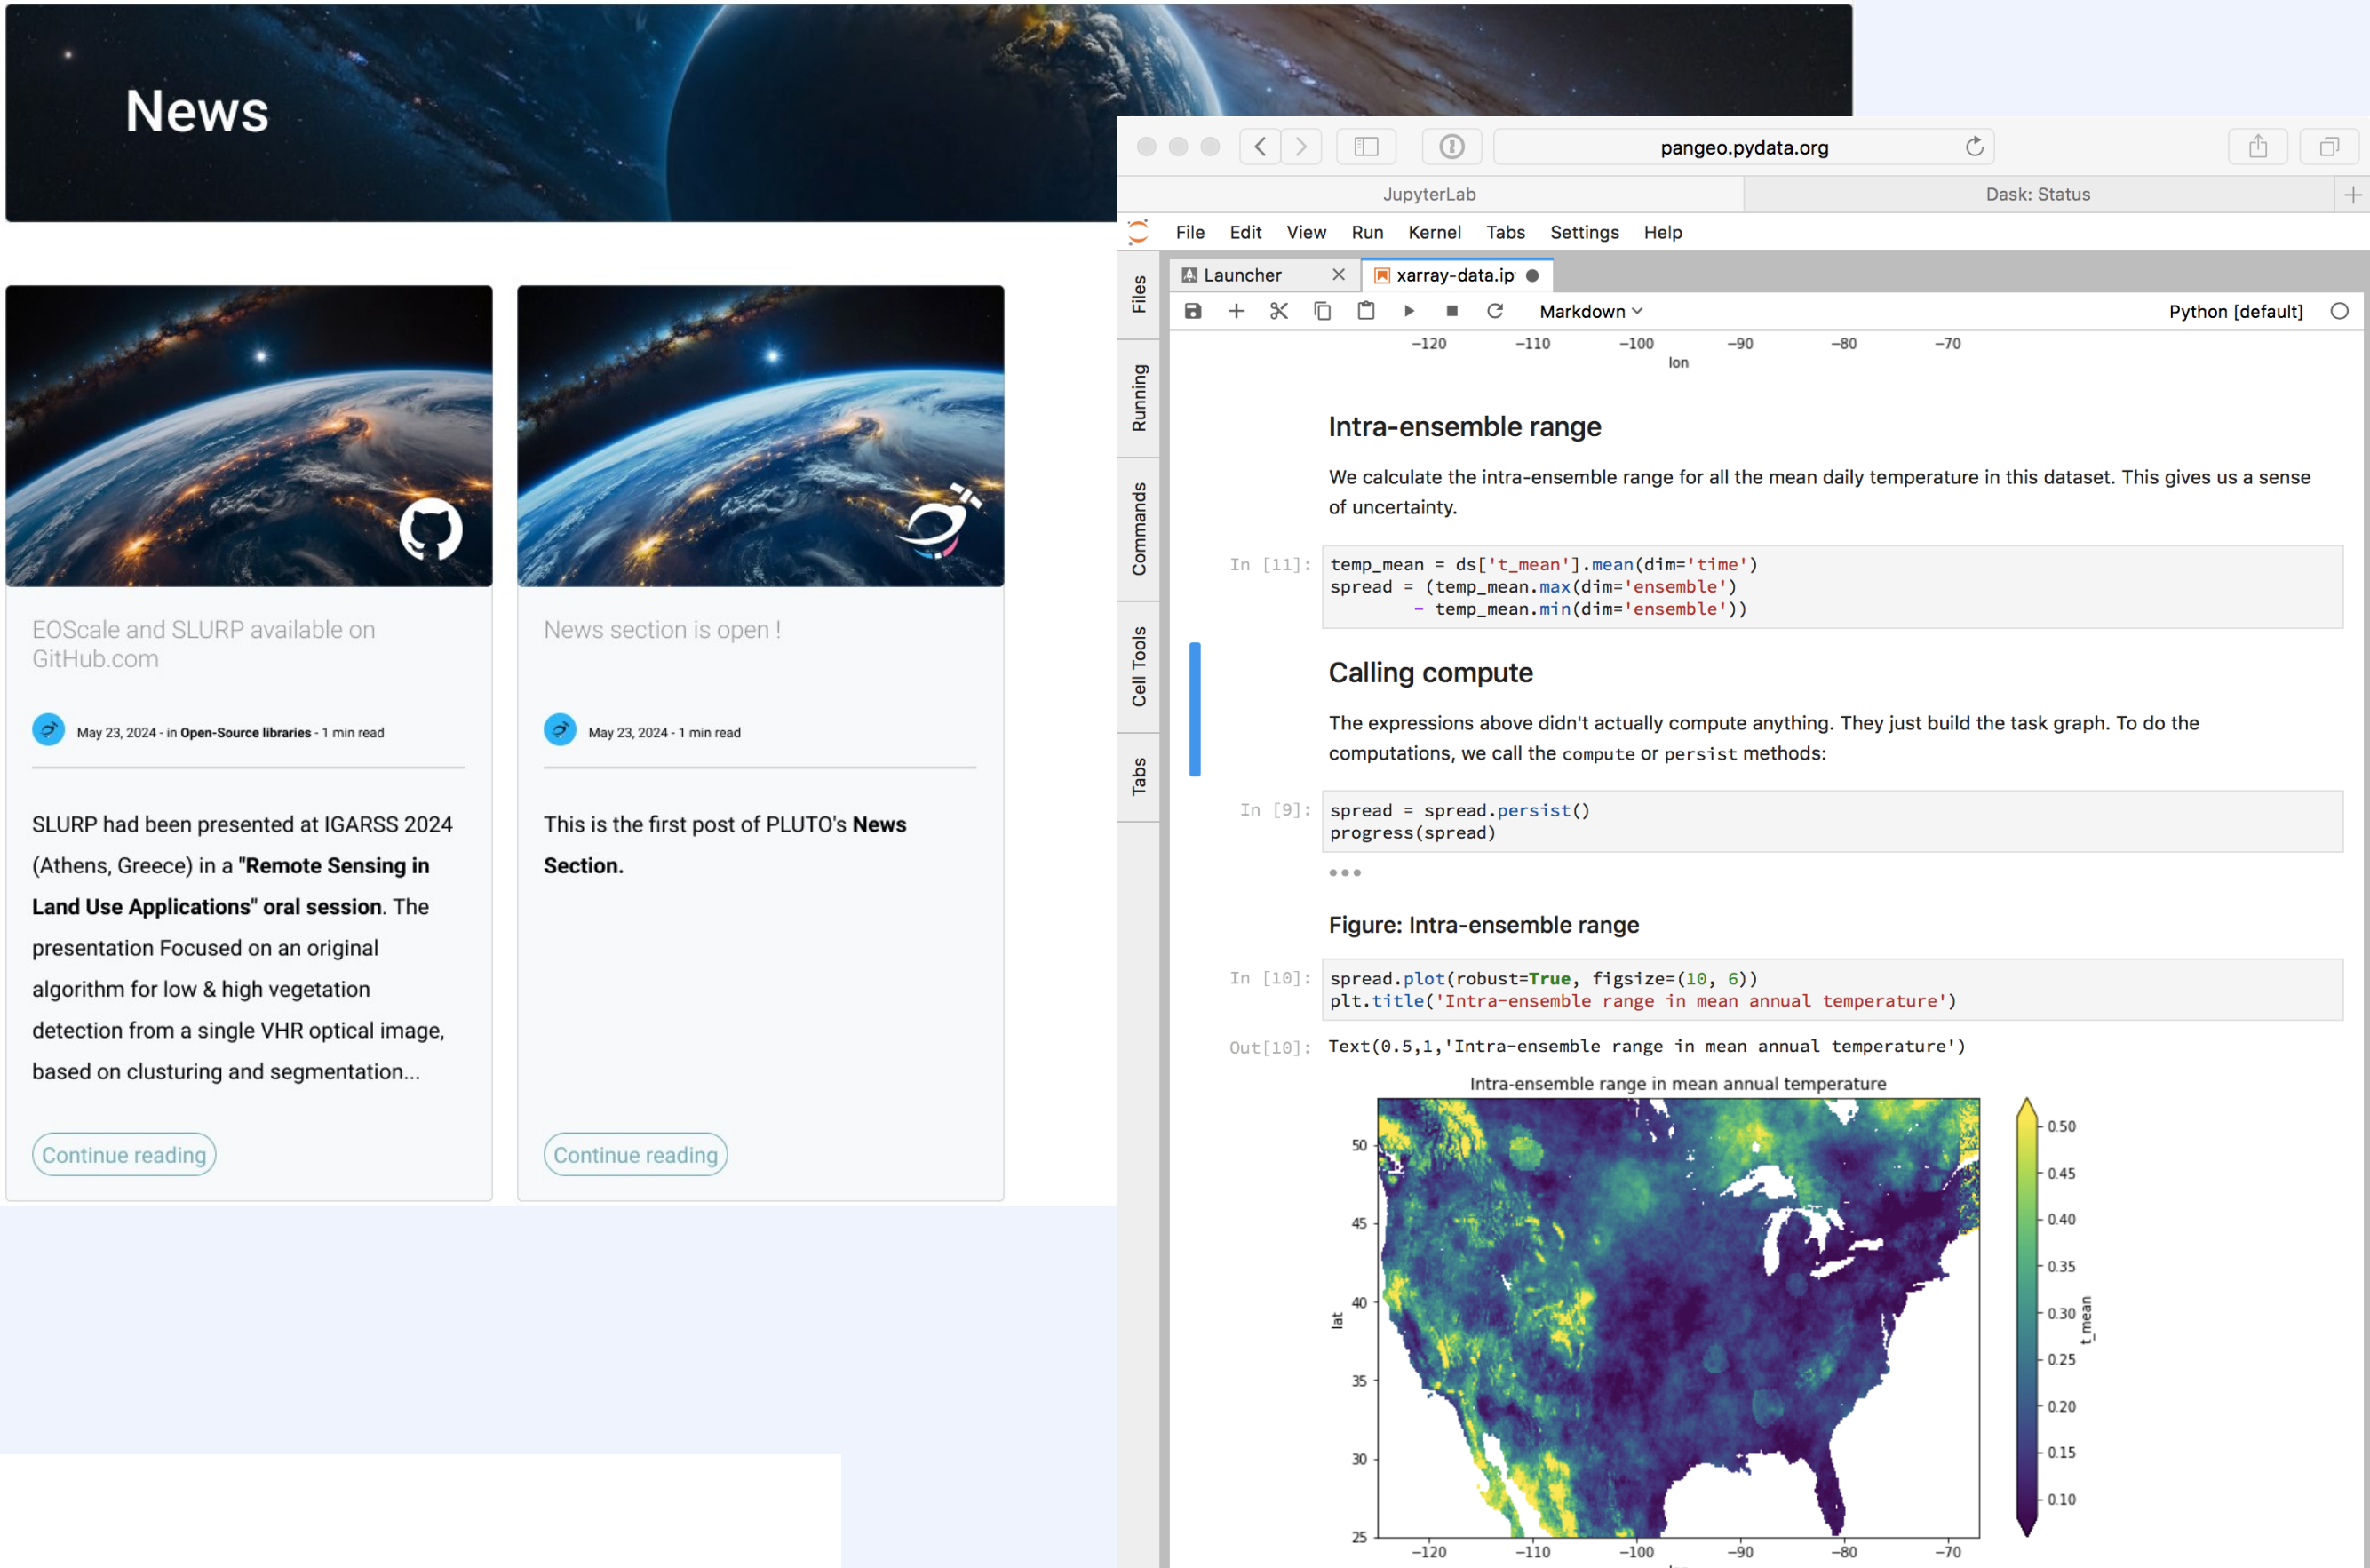 News
EOScale and SLURP available on
GitHub.com
May 23, 2024 - in Open-Source libraries - 1 min read
SLURP had been presented at IGARSS 2024
(Athens, Greece) in a "Remote Sensing in
Land Use Applications" oral session. The
presentation Focused on an original
algorithm for low & high vegetation
detection from a single VHR optical image,
based on clusturing and segmentation...
Continue reading
News section is open !
May 23, 2024 - 1 min read
This is the first post of PLUTO's News
Section.
Continue reading
pangeo.pydata.org
JupyterLab
Dask: Status
File Edit View Run Kernel Tabs Settings Help
Files
Running
Commands
Cell Tools
Tabs
Launcher
xarray-data.ip
Markdown
Python [default]
−120 −110 −100 −90 −80 −70
lon
Intra-ensemble range
We calculate the intra-ensemble range for all the mean daily temperature in this dataset. This gives us a sense
of uncertainty.
In [11]:
temp_mean = ds['t_mean'].mean(dim='time')
spread = (temp_mean.max(dim='ensemble')
- temp_mean.min(dim='ensemble'))
Calling compute
The expressions above didn't actually compute anything. They just build the task graph. To do the
computations, we call the compute or persist methods:
In [9]:
spread = spread.persist()
progress(spread)
Figure: Intra-ensemble range
In [10]:
spread.plot(robust=True, figsize=(10, 6))
plt.title('Intra-ensemble range in mean annual temperature')
Out[10]:
Text(0.5,1,'Intra-ensemble range in mean annual temperature')
Intra-ensemble range in mean annual temperature
50
45
40
35
30
25
lat
−120 −110 −100 −90 −80 −70
0.50
0.45
0.40
0.35
0.30
0.25
0.20
0.15
0.10
t_mean